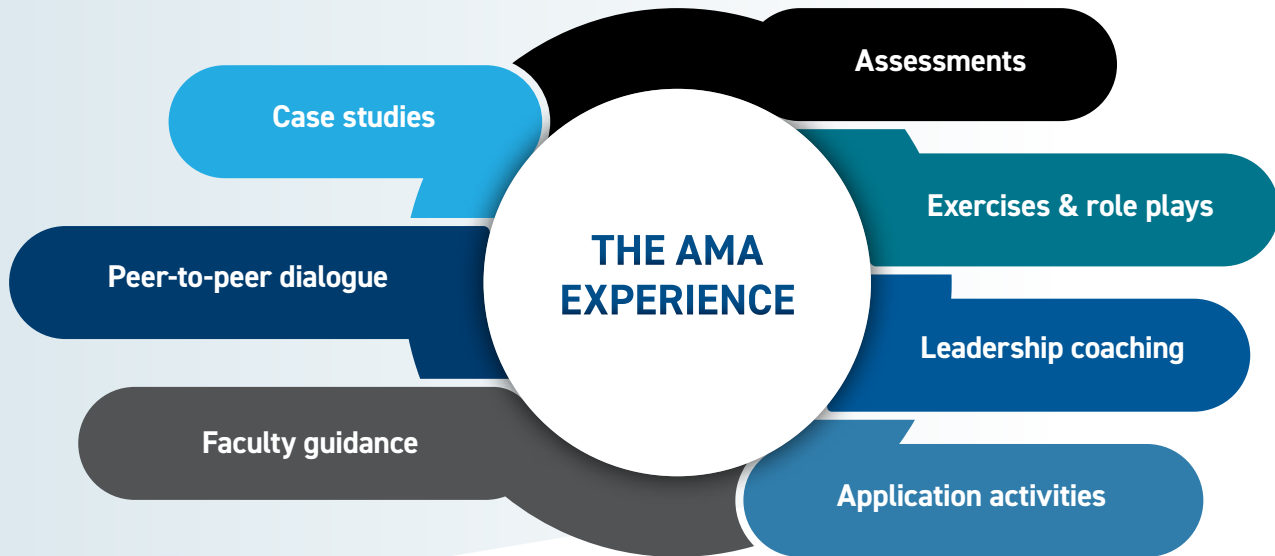 Assessments
Case studies
Exercises & role plays
THE AMA
EXPERIENCE
Peer-to-peer dialogue
Leadership coaching
Faculty guidance
Application activities